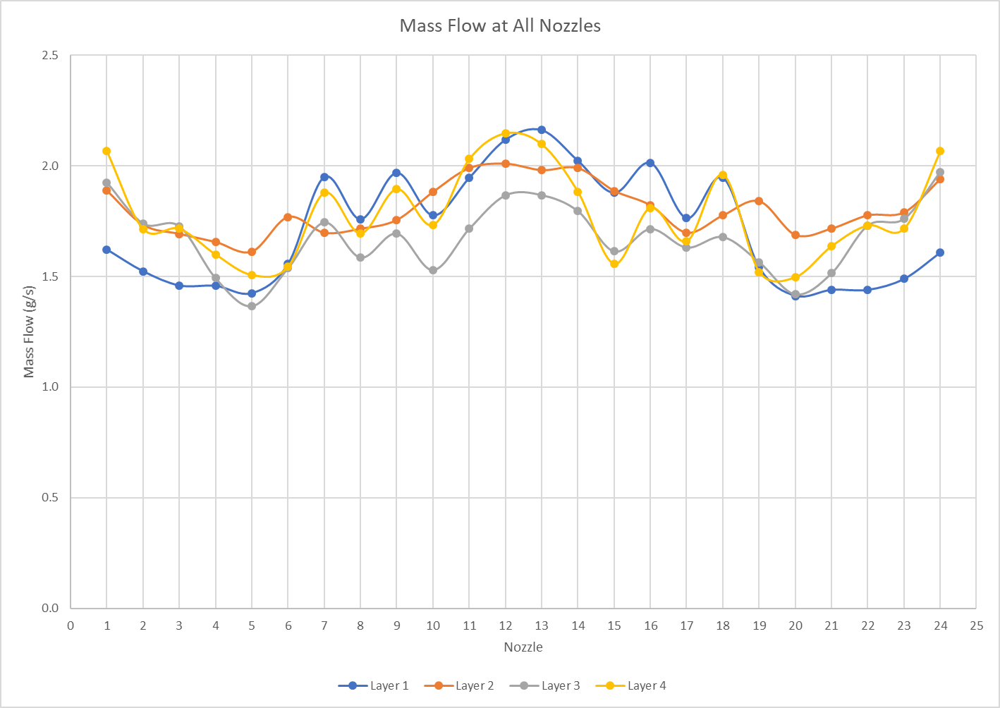 Mass Flow at All Nozzles
2.5
2.0
1.5
1.0
0.5
0.0
Mass Flow (g/s)
0 1 2 3 4 5 6 7 8 9 10 11 12 13 14 15 16 17 18 19 20 21 22 23 24 25
Nozzle
Layer 1 Layer 2 Layer 3 Layer 4